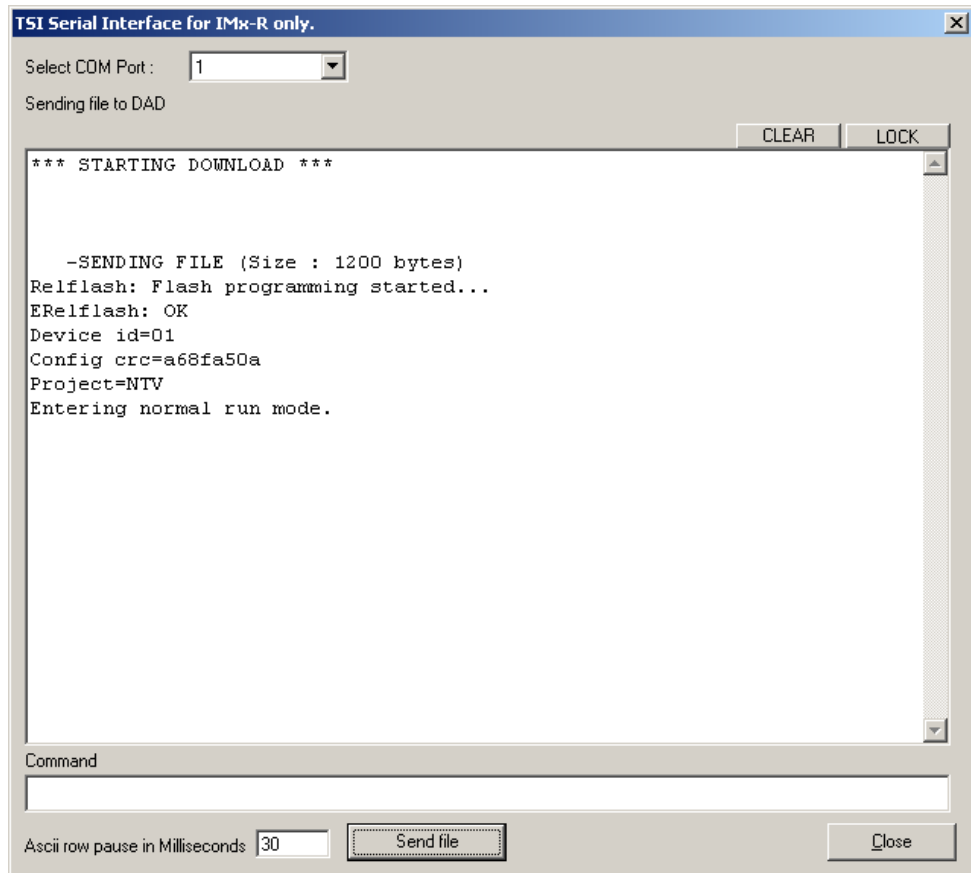 TSI Serial Interface for IMx-R only.
Select COM Port : 1
Sending file to DAD
CLEAR LOCK
*** STARTING DOWNLOAD ***
-SENDING FILE (Size : 1200 bytes)
Relflash: Flash programming started...
ERelflash: OK
Device id=01
Config crc=a68fa50a
Project=NTV
Entering normal run mode.
Command
Ascii row pause in Milliseconds 30 Send file Close